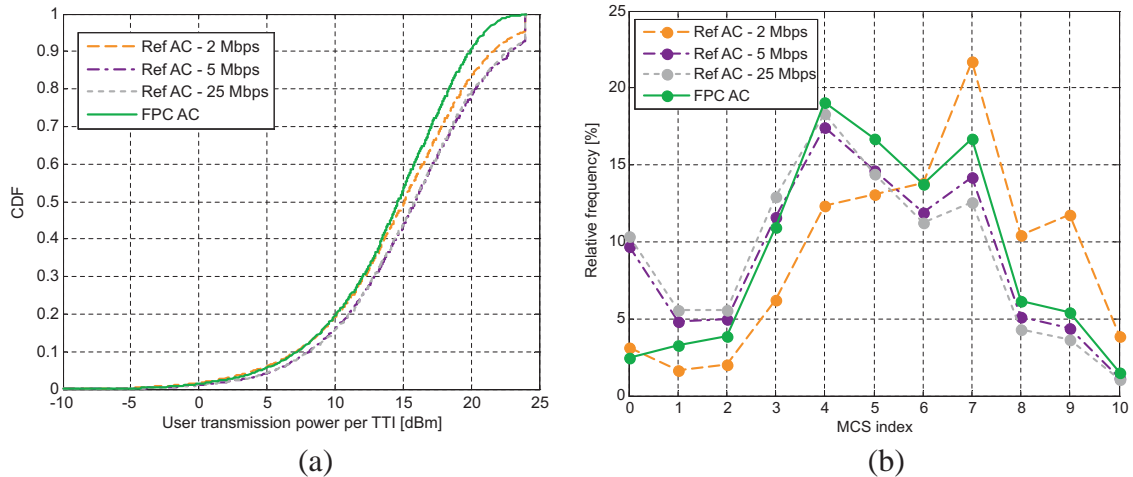 1
0.9
0.8
0.7
0.6
0.5
0.4
0.3
0.2
0.1
0
CDF
Ref AC - 2 Mbps
Ref AC - 5 Mbps
Ref AC - 25 Mbps
FPC AC
-10 -5 0 5 10 15 20 25
User transmission power per TTI [dBm]
(a)
25
20
15
10
5
0
Relative frequency [%]
Ref AC - 2 Mbps
Ref AC - 5 Mbps
Ref AC - 25 Mbps
FPC AC
0 1 2 3 4 5 6 7 8 9 10
MCS index
(b)